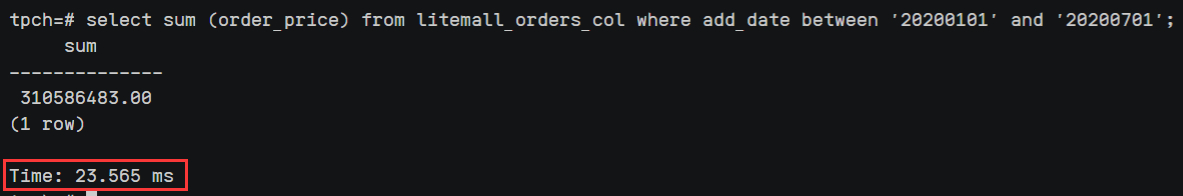 tpch=# select sum (order_price) from litemall_orders_col where add_date between '20200101' and '20200701';
sum
--------------
310586483.00
(1 row)
Time: 23.565 ms